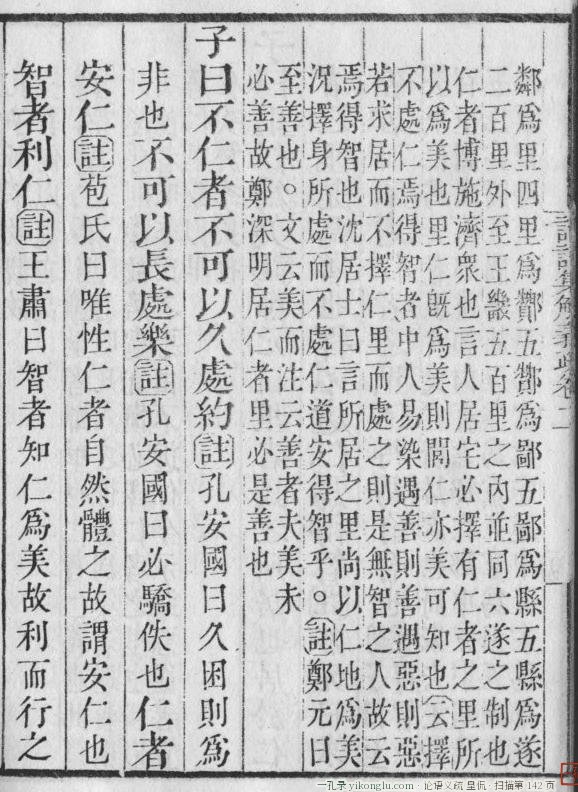 鄰爲里四里爲酇五酇爲鄙五鄙爲縣五縣爲遂
二百里外至王畿五百里之內並同六遂之制也
仁者博施濟衆也言人居宅必擇有仁者之里所
以爲美也里仁既爲美則閭仁亦美可知也云擇
不處仁焉得智者中人易染遇善則善遇惡則惡
若求居而不擇仁里而處之則是無智之人故云
焉得智也沈居士曰言所居之里尚以仁地爲美
况擇身所處而不處仁道安得智乎。註鄭元曰
至善也。文云美而注云善者夫美未
必善故鄭深明居仁者里必是善也
子曰不仁者不可以久處約註孔安國曰久困則爲
非也不可以長處樂註孔安國曰必驕佚也仁者
安仁註苞氏曰唯性仁者自然體之故謂安仁也
智者利仁註王肅曰智者知仁爲美故利而行之
一孔录 yikonglu.com · 论语义疏 皇侃 · 扫描第 142 页